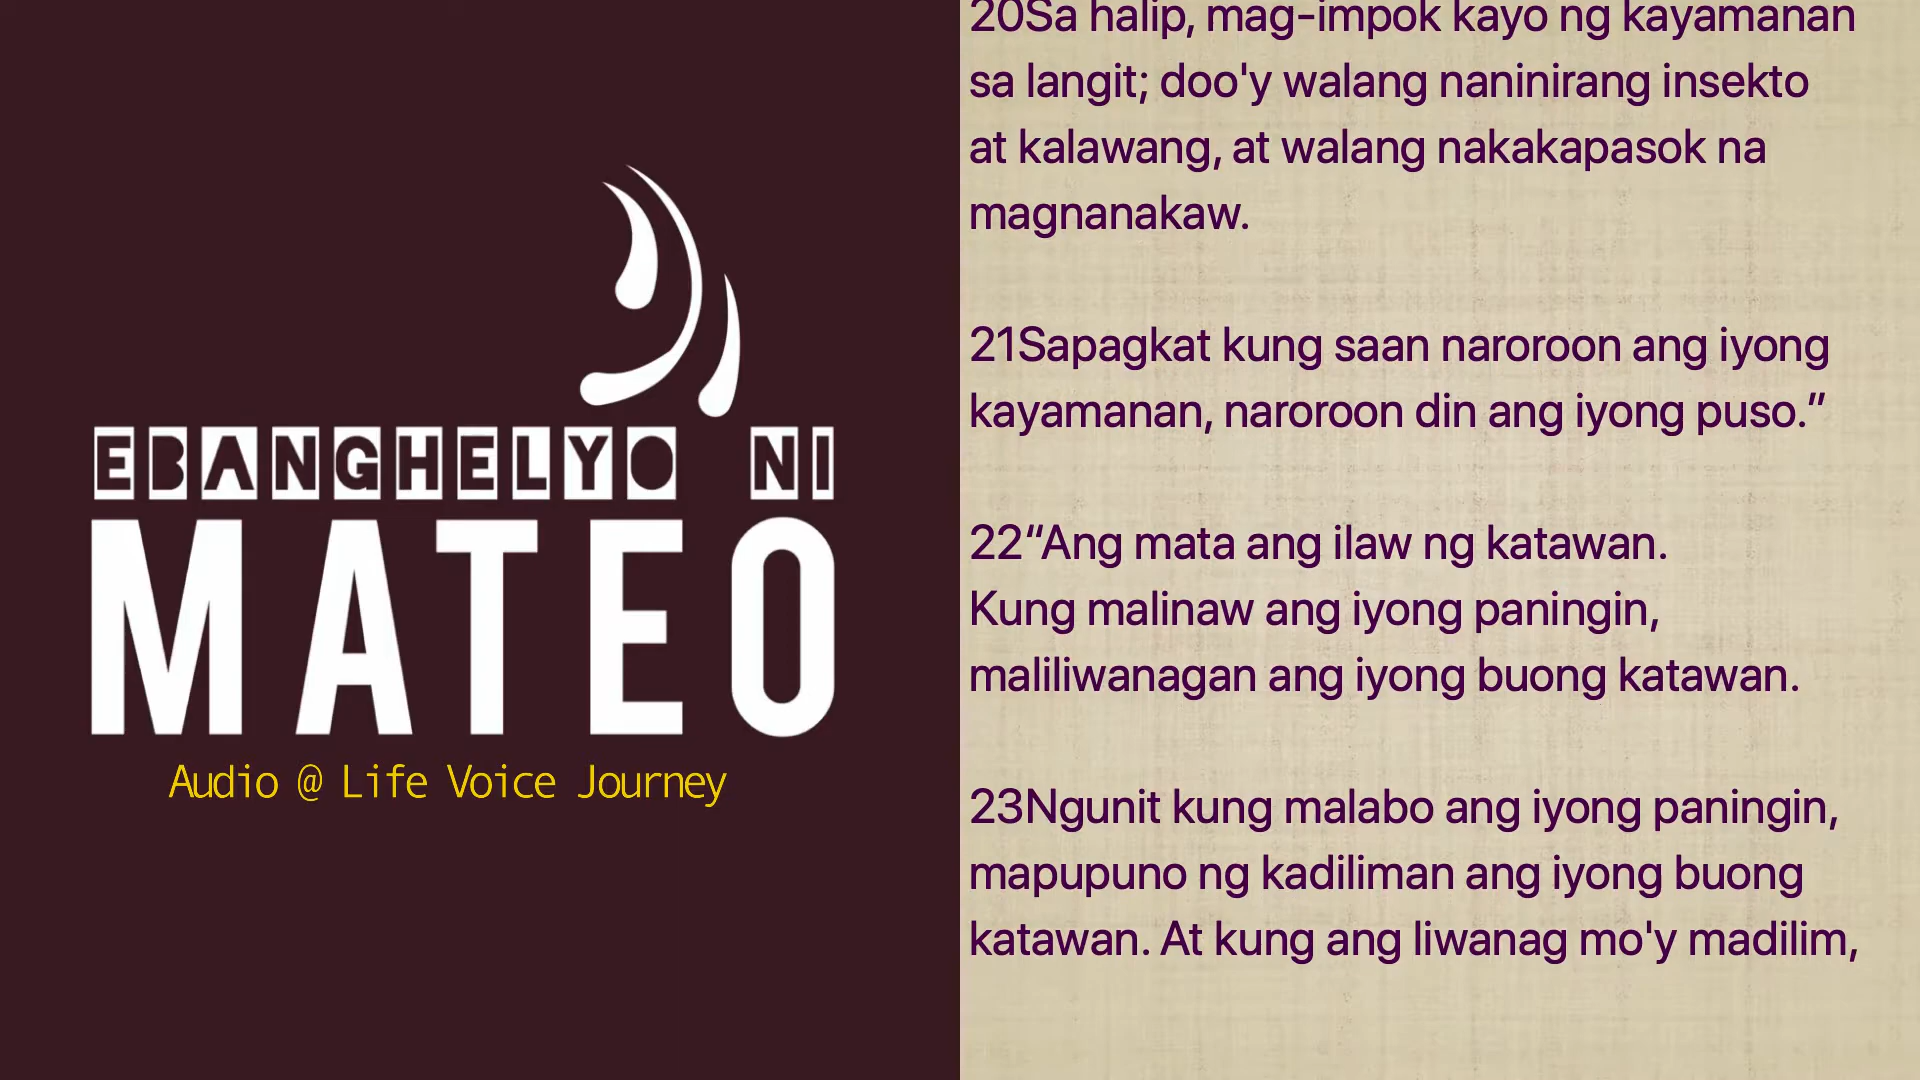 EBANGHELYO NI
MATEO
Audio @ Life Voice Journey
20Sa halip, mag-impok kayo ng kayamanan
sa langit; doo'y walang naninirang insekto
at kalawang, at walang nakakapasok na
magnanakaw.
21Sapagkat kung saan naroroon ang iyong
kayamanan, naroroon din ang iyong puso.”
22“Ang mata ang ilaw ng katawan.
Kung malinaw ang iyong paningin,
maliliwanagan ang iyong buong katawan.
23Ngunit kung malabo ang iyong paningin,
mapupuno ng kadiliman ang iyong buong
katawan. At kung ang liwanag mo'y madilim,